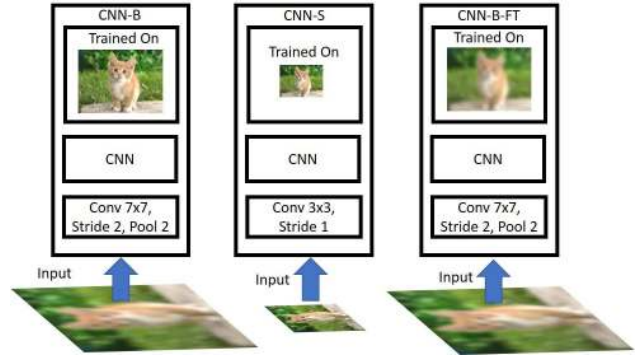 CNN-B
Trained On
CNN
Conv 7x7,
Stride 2, Pool 2
Input
CNN-S
Trained On
CNN
Conv 3x3,
Stride 1
Input
CNN-B-FT
Trained On
CNN
Conv 7x7,
Stride 2, Pool 2
Input